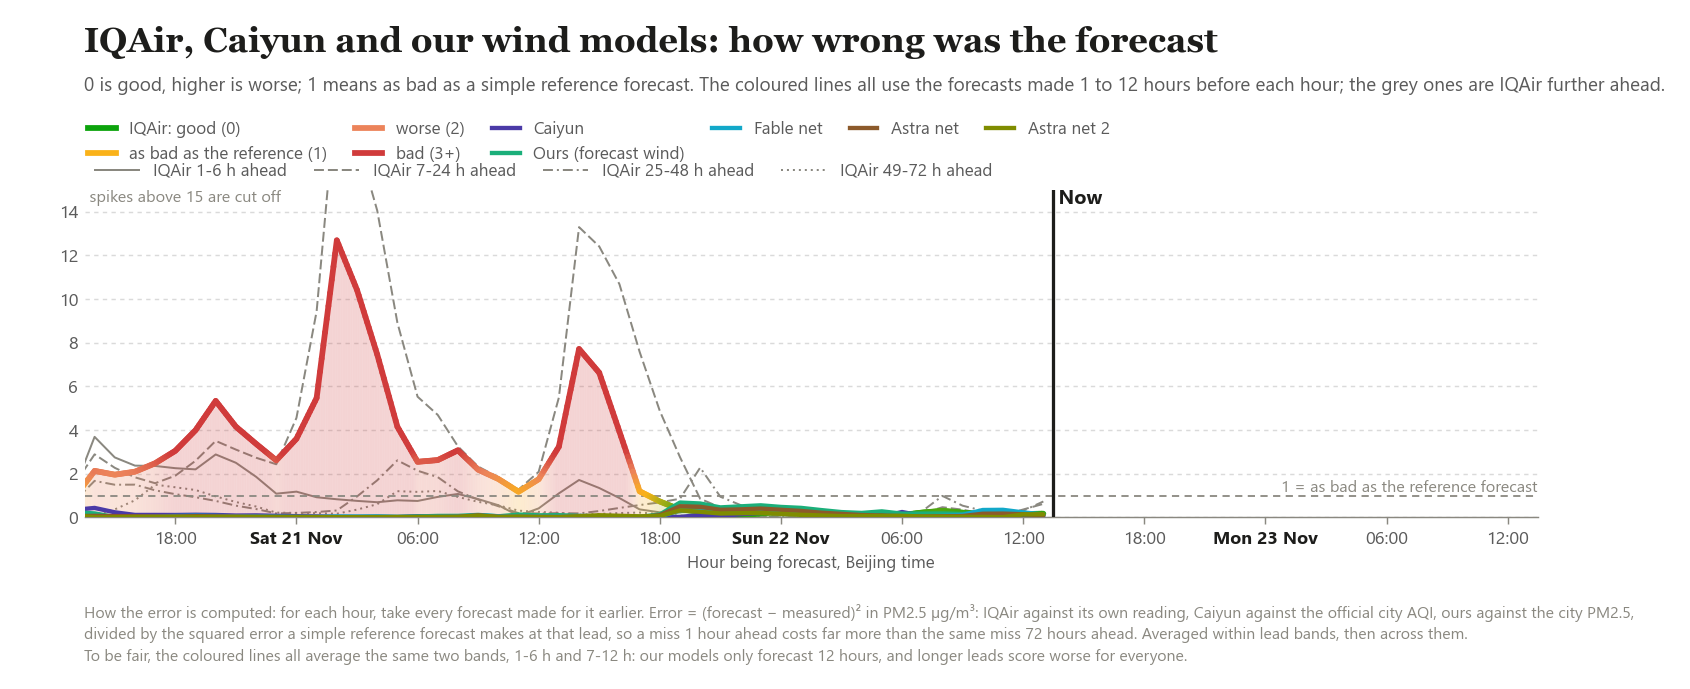 IQAir, Caiyun and our wind models: how wrong was the forecast
0 is good, higher is worse; 1 means as bad as a simple reference forecast. The coloured lines all use the forecasts made 1 to 12 hours before each hour; the grey ones are IQAir further ahead.
IQAir: good (0) worse (2) Caiyun Fable net Astra net Astra net 2
as bad as the reference (1) bad (3+) Ours (forecast wind)
IQAir 1-6 h ahead IQAir 7-24 h ahead IQAir 25-48 h ahead IQAir 49-72 h ahead
spikes above 15 are cut off
Now
14
12
10
8
6
4
2
1 = as bad as the reference forecast
0
18:00 Sat 21 Nov 06:00 12:00 18:00 Sun 22 Nov 06:00 12:00 18:00 Mon 23 Nov 06:00 12:00
Hour being forecast, Beijing time
How the error is computed: for each hour, take every forecast made for it earlier. Error = (forecast − measured)² in PM2.5 µg/m³: IQAir against its own reading, Caiyun against the official city AQI, ours against the city PM2.5,
divided by the squared error a simple reference forecast makes at that lead, so a miss 1 hour ahead costs far more than the same miss 72 hours ahead. Averaged within lead bands, then across them.
To be fair, the coloured lines all average the same two bands, 1-6 h and 7-12 h: our models only forecast 12 hours, and longer leads score worse for everyone.